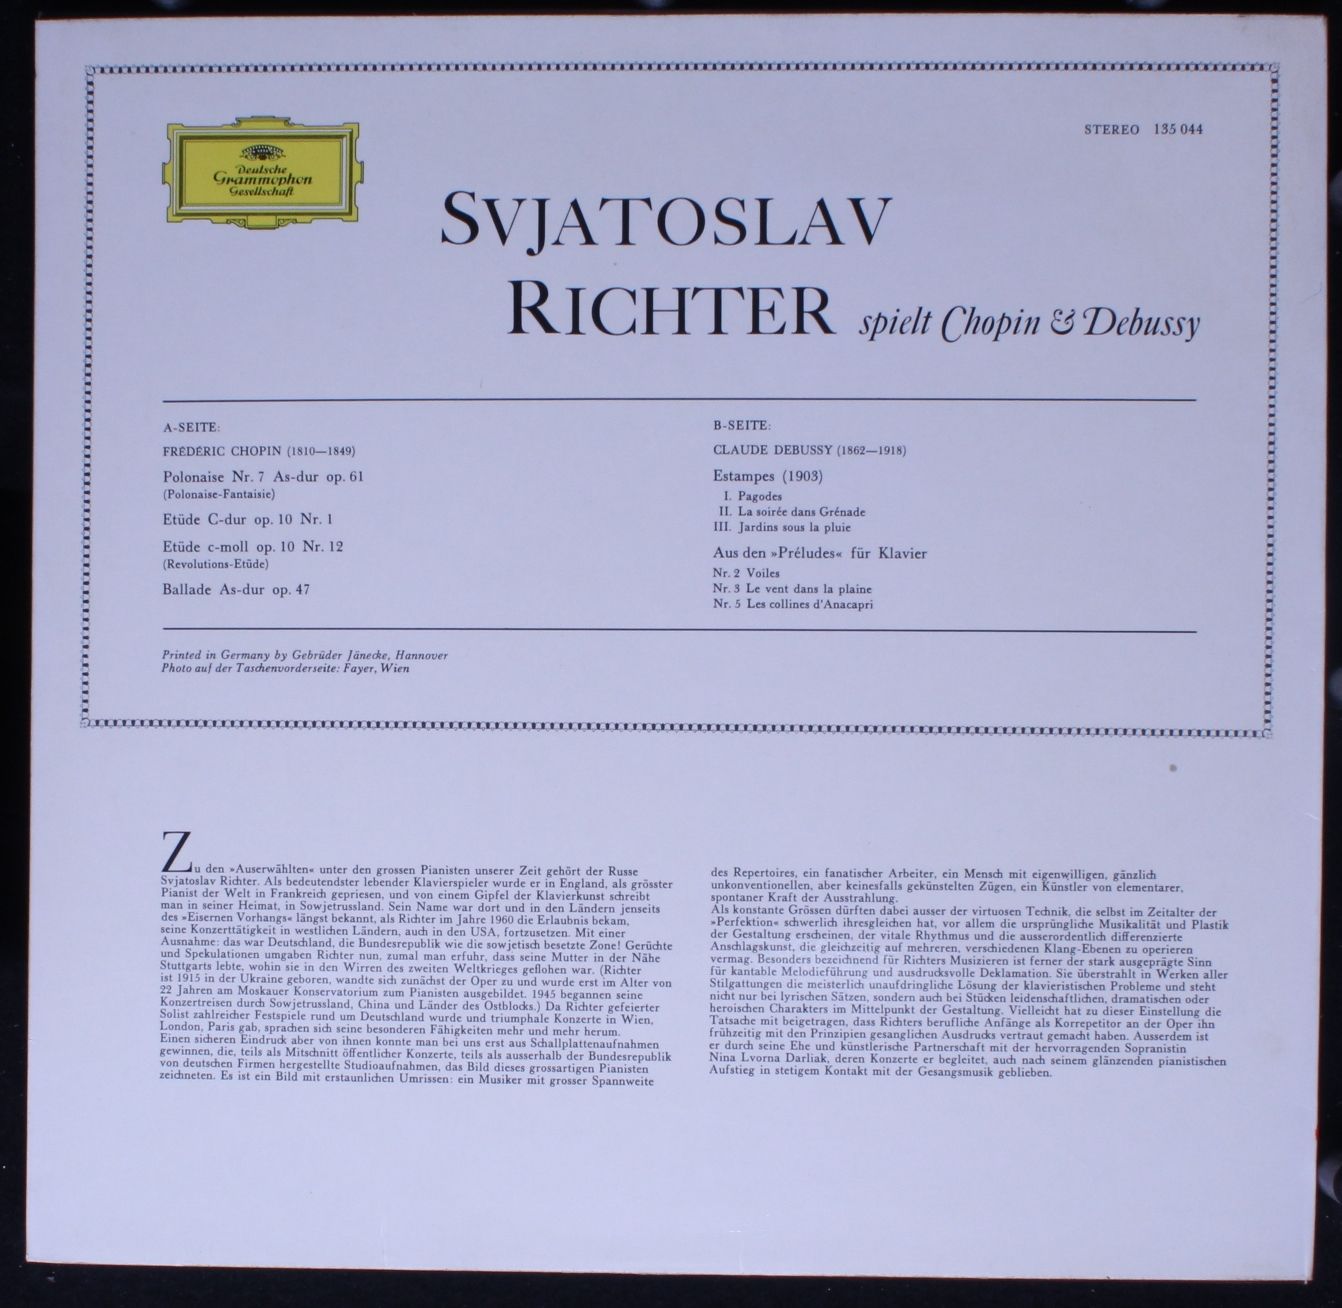 STEREO 135 044
Deutsche
Grammophon
Gesellschaft
SVJATOSLAV
RICHTER spielt Chopin & Debussy
A-SEITE:
FRÉDÉRIC CHOPIN (1810—1849)
Polonaise Nr. 7 As-dur op. 61
(Polonaise-Fantaisie)
Etüde C-dur op. 10 Nr. 1
Etüde c-moll op. 10 Nr. 12
(Revolutions-Etüde)
Ballade As-dur op. 47
B-SEITE:
CLAUDE DEBUSSY (1862—1918)
Estampes (1903)
I. Pagodes
II. La soirée dans Grénade
III. Jardins sous la pluie
Aus den »Préludes« für Klavier
Nr. 2 Voiles
Nr. 3 Le vent dans la plaine
Nr. 5 Les collines d'Anacapri
Printed in Germany by Gebrüder Jänecke, Hannover
Photo auf der Taschenvorderseite: Fayer, Wien
Zu den »Auserwählten« unter den grossen Pianisten unserer Zeit gehört der Russe
Svjatoslav Richter. Als bedeutendster lebender Klavierspieler wurde er in England, als grösster
Pianist der Welt in Frankreich gepriesen, und von einem Gipfel der Klavierkunst schreibt
man in seiner Heimat, in Sowjetrussland. Sein Name war dort und in den Ländern jenseits
des »Eisernen Vorhangs« längst bekannt, als Richter im Jahre 1960 die Erlaubnis bekam,
seine Konzerttätigkeit in westlichen Ländern, auch in den USA, fortzusetzen. Mit einer
Ausnahme: das war Deutschland, die Bundesrepublik wie die sowjetisch besetzte Zone! Gerüchte
und Spekulationen umgaben Richter nun, zumal man erfuhr, dass seine Mutter in der Nähe
Stuttgarts lebte, wohin sie in den Wirren des zweiten Weltkrieges geflohen war. (Richter
ist 1915 in der Ukraine geboren, wandte sich zunächst der Oper zu und wurde erst im Alter von
22 Jahren am Moskauer Konservatorium zum Pianisten ausgebildet. 1945 begannen seine
Konzertreisen durch Sowjetrussland, China und Länder des Ostblocks.) Da Richter gefeierter
Solist zahlreicher Festspiele rund um Deutschland wurde und triumphale Konzerte in Wien,
London, Paris gab, sprachen sich seine besonderen Fähigkeiten mehr und mehr herum.
Einen sicheren Eindruck aber von ihnen konnte man bei uns erst aus Schallplattenaufnahmen
gewinnen, die, teils als Mitschnitt öffentlicher Konzerte, teils als ausserhalb der Bundesrepublik
von deutschen Firmen hergestellte Studioaufnahmen, das Bild dieses grossartigen Pianisten
zeichneten. Es ist ein Bild mit erstaunlichen Umrissen: ein Musiker mit grosser Spannweite
des Repertoires, ein fanatischer Arbeiter, ein Mensch mit eigenwilligen, gänzlich
unkonventionellen, aber keinesfalls gekünstelten Zügen, ein Künstler von elementarer,
spontaner Kraft der Ausstrahlung.
Als konstante Grössen dürften dabei ausser der virtuosen Technik, die selbst im Zeitalter der
»Perfektion« schwerlich ihresgleichen hat, vor allem die ursprüngliche Musikalität und Plastik
der Gestaltung erscheinen, der vitale Rhythmus und die ausserordentlich differenzierte
Anschlagskunst, die gleichzeitig auf mehreren, verschiedenen Klang-Ebenen zu operieren
vermag. Besonders bezeichnend für Richters Musizieren ist ferner der stark ausgeprägte Sinn
für kantable Melodieführung und ausdrucksvolle Deklamation. Sie überstrahlt in Werken aller
Stilgattungen die meisterlich unaufdringliche Lösung der klavieristischen Probleme und steht
nicht nur bei lyrischen Sätzen, sondern auch bei Stücken leidenschaftlichen, dramatischen oder
heroischen Charakters im Mittelpunkt der Gestaltung. Vielleicht hat zu dieser Einstellung die
Tatsache mit beigetragen, dass Richters berufliche Anfänge als Korrepetitor an der Oper ihn
frühzeitig mit den Prinzipien gesanglichen Ausdrucks vertraut gemacht haben. Ausserdem ist
er durch seine Ehe und künstlerische Partnerschaft mit der hervorragenden Sopranistin
Nina Lvorna Darliak, deren Konzerte er begleitet, auch nach seinem glänzenden pianistischen
Aufstieg in stetigem Kontakt mit der Gesangsmusik geblieben.